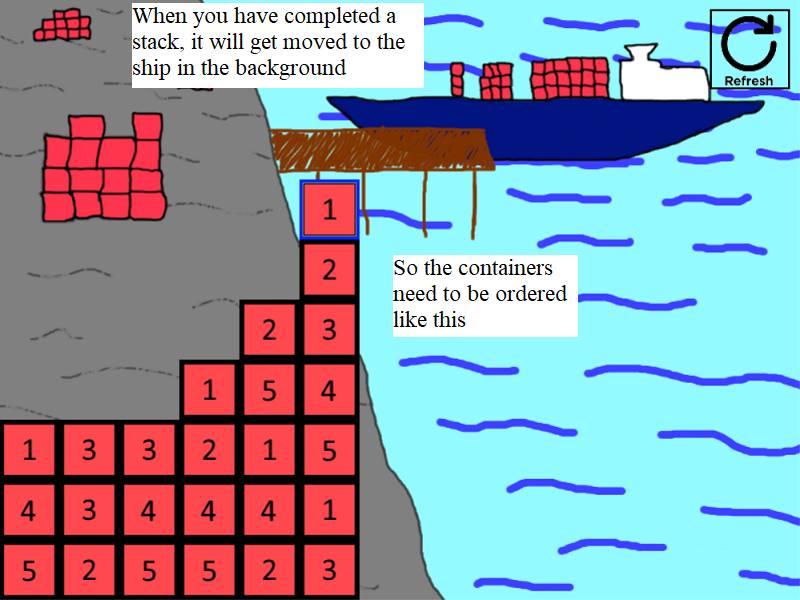 When you have completed a
stack, it will get moved to the
ship in the background
Refresh
1
2
So the containers
need to be ordered
like this
2 3
1 5 4
1 3 3 2 1 5
4 3 4 4 4 1
5 2 5 5 2 3